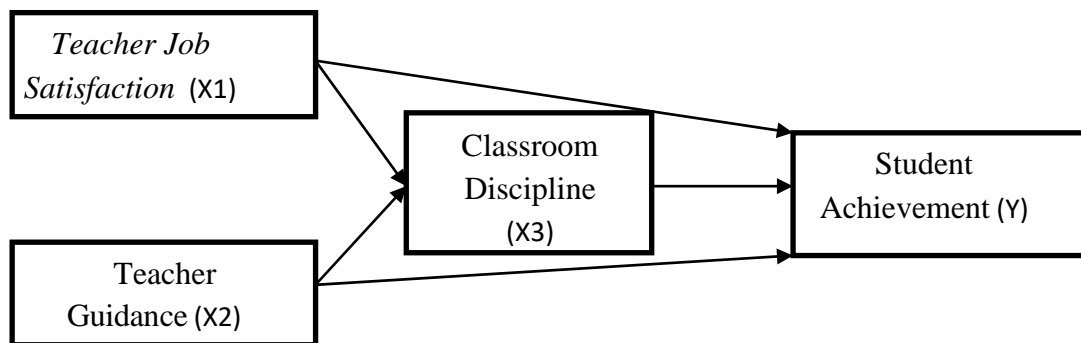 Teacher Job
Satisfaction (X1)
Classroom
Discipline
(X3)
Student
Achievement (Y)
Teacher
Guidance (X2)